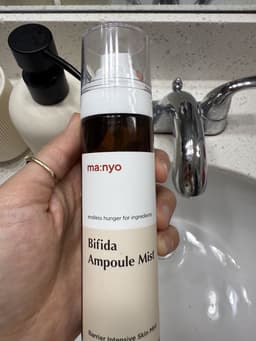 ma:nyo
endless hunger for ingredients
Bifida
Ampoule Mist
Barrier Intensive Skin Mist